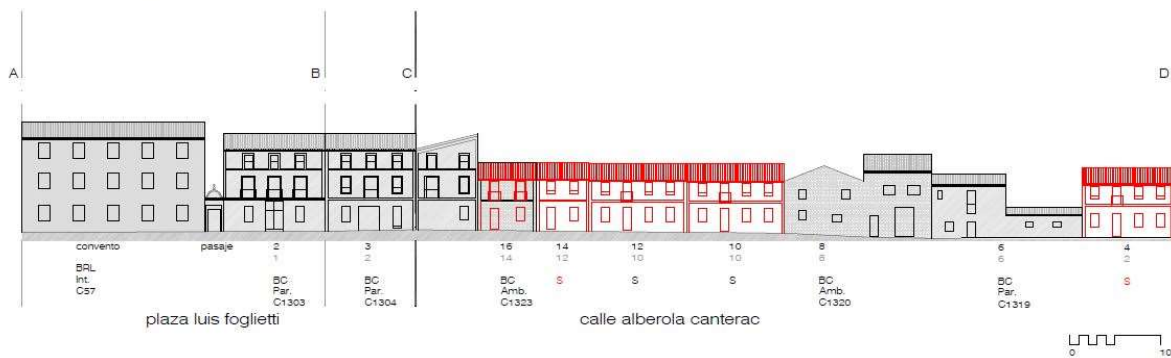 A B C D
convento pasaje 2 3 16 14 12 10 8 6 4
1 2 14 12 10 10 8 6 2
BRL BC BC BC S S S BC BC S
Int. Par. Par. Amb. Amb. Par.
C57 C1303 C1304 C1323 C1320 C1319
plaza luis foglietti calle alberola canterac
0 10